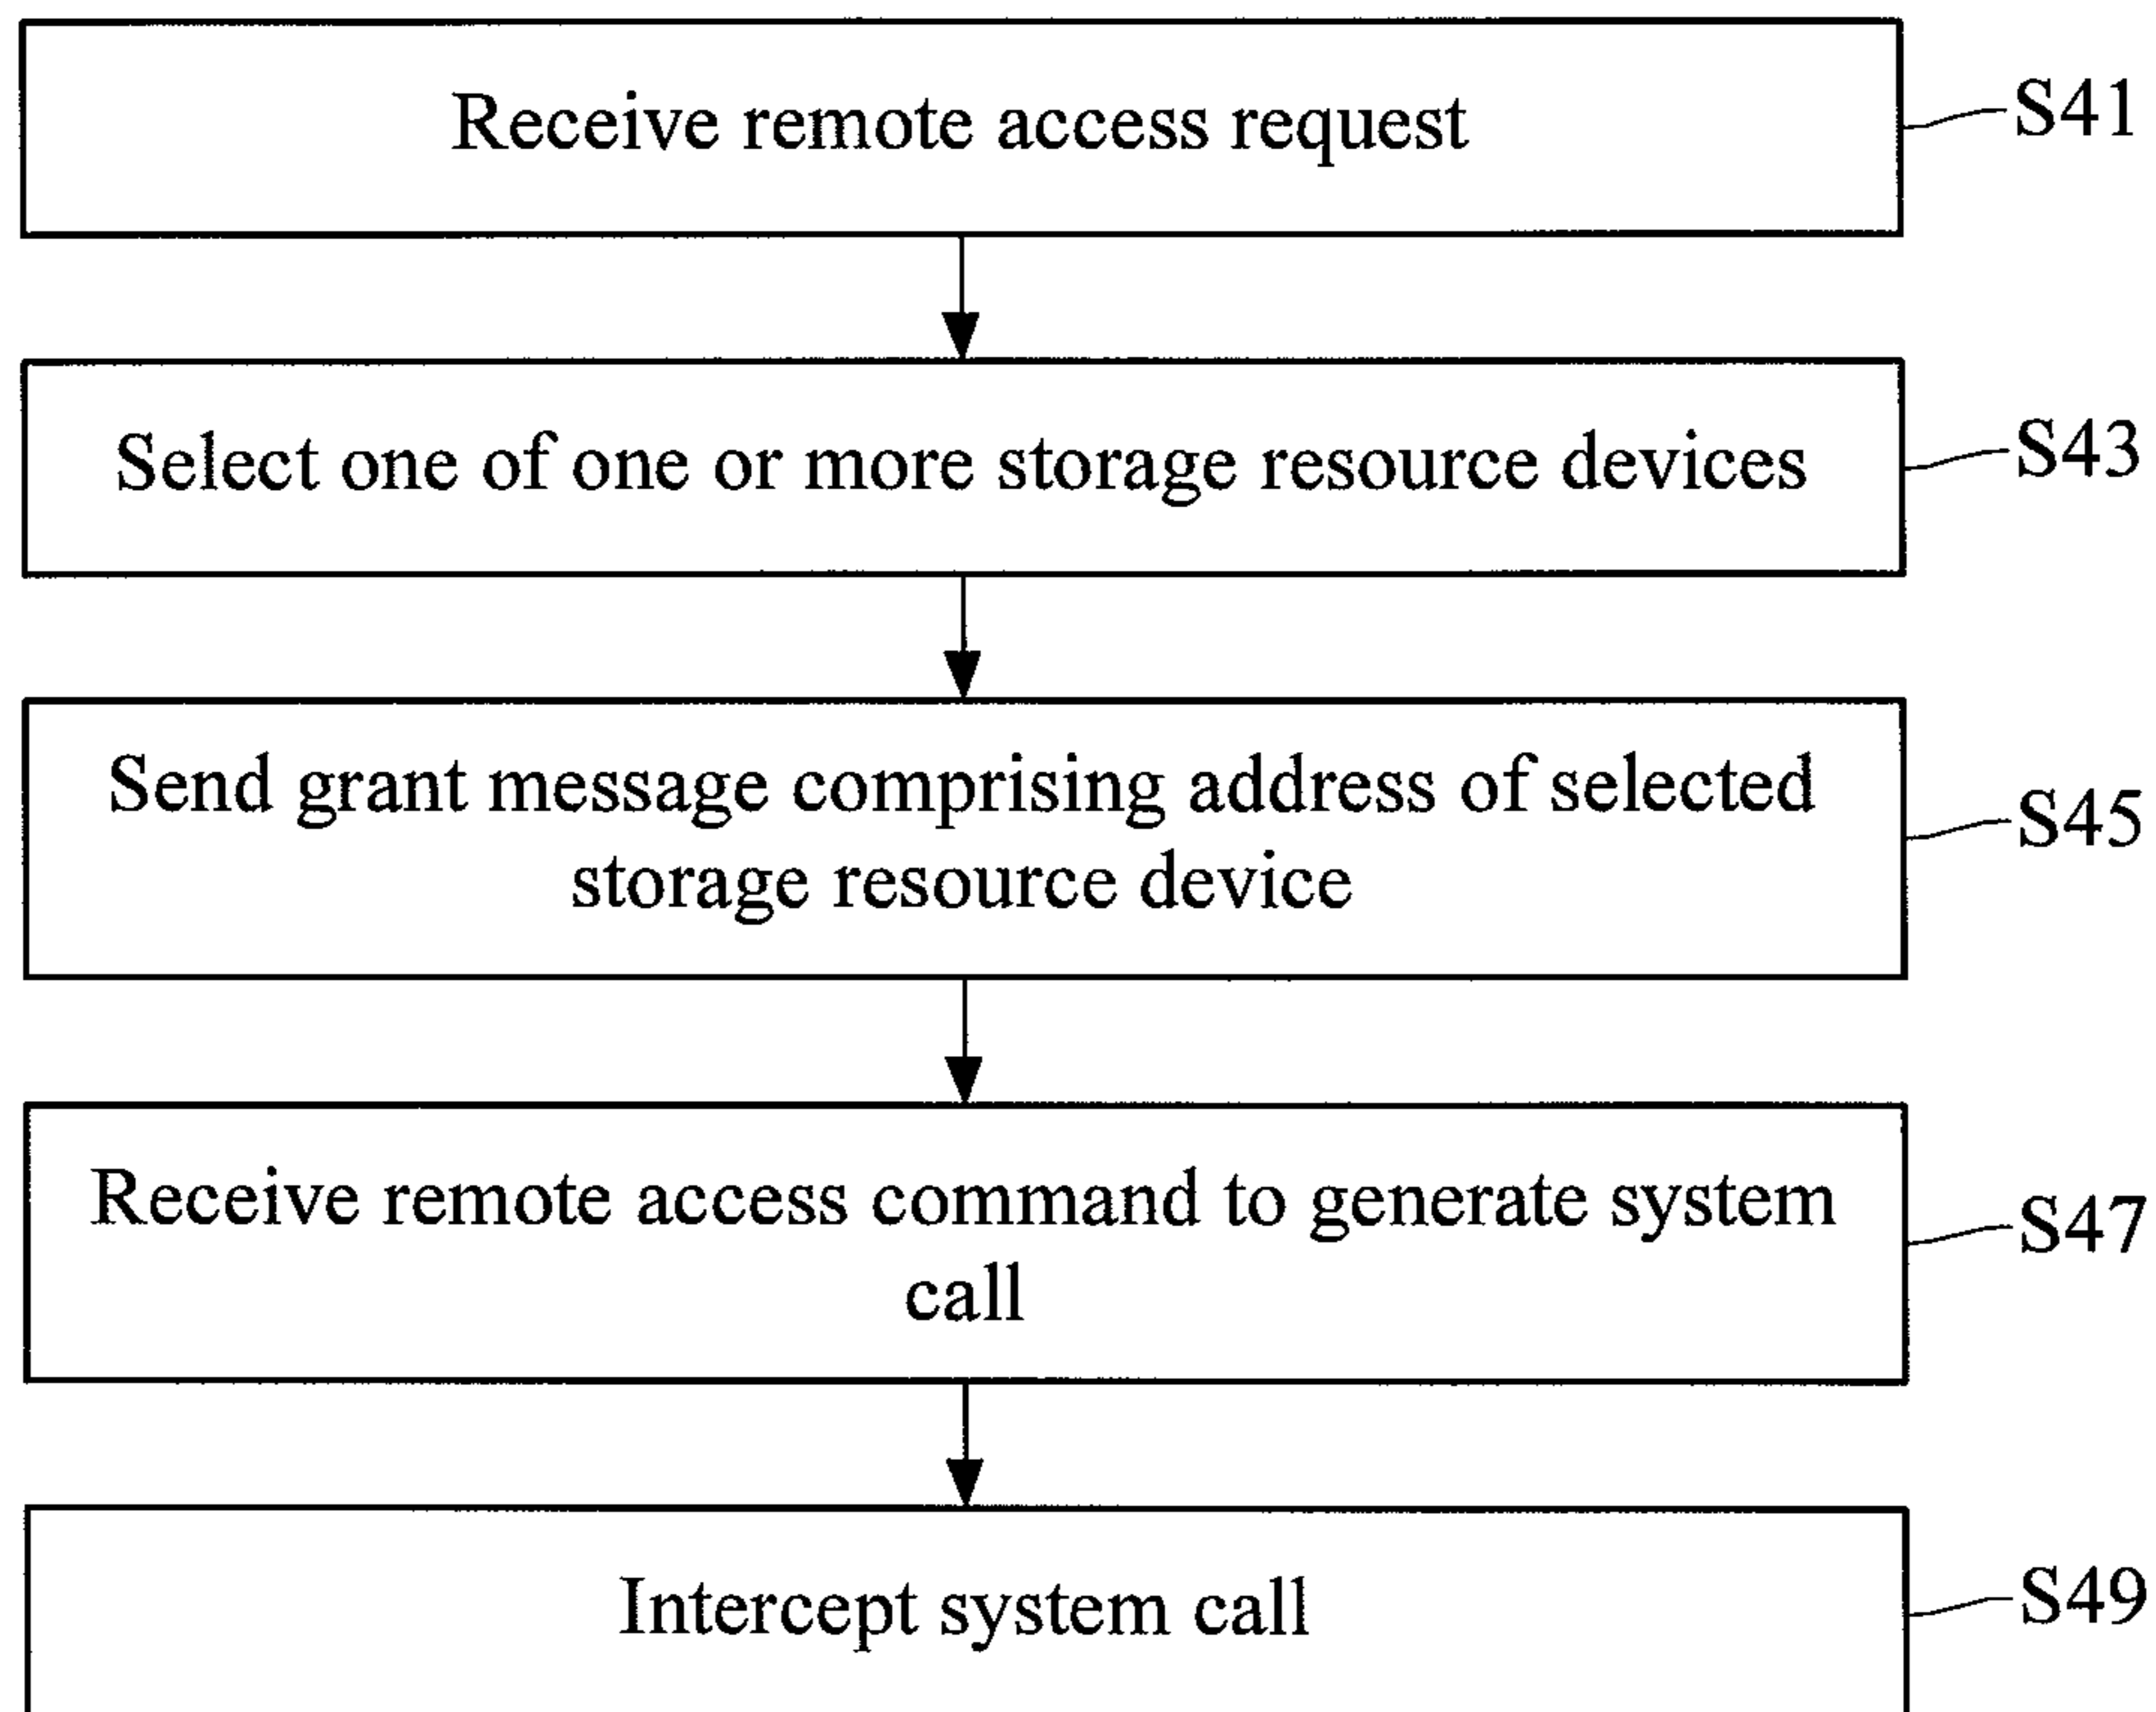 Receive remote access request
S41
Select one of one or more storage resource devices
S43
Send grant message comprising address of selected
storage resource device
S45
Receive remote access command to generate system
call
S47
Intercept system call
S49